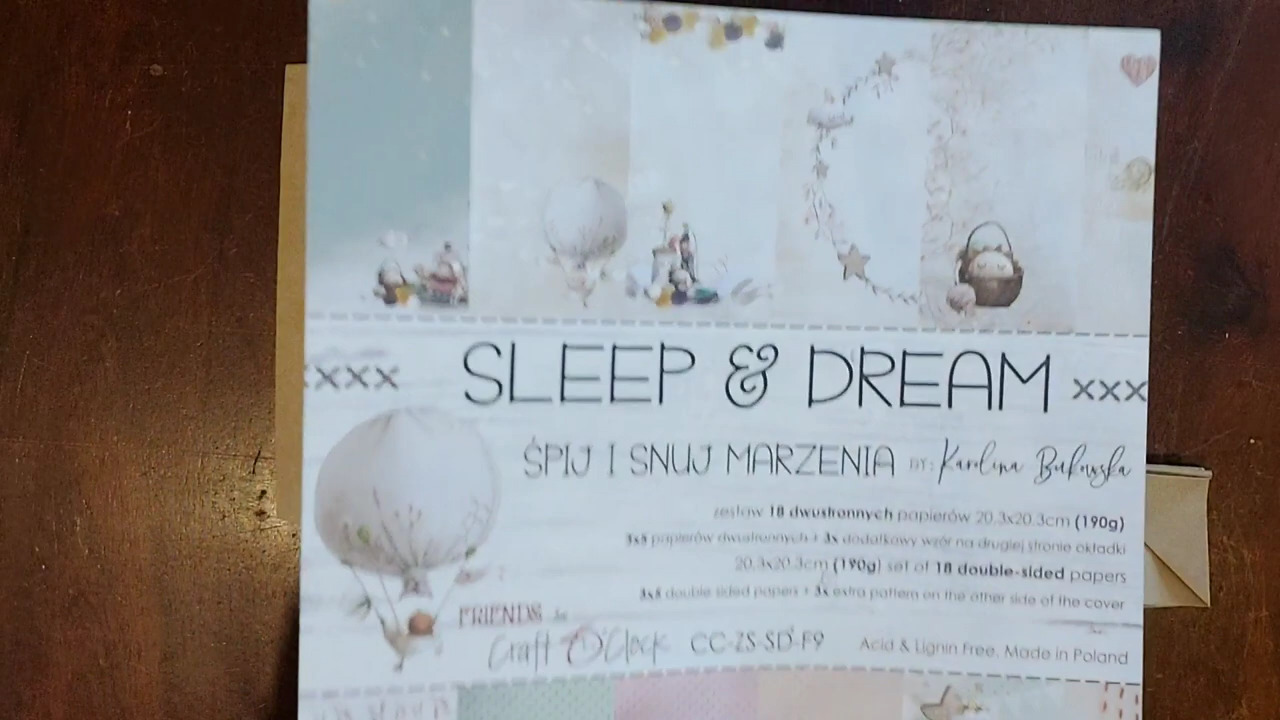 xxx SLEEP & DREAM xxx
ŚPIJ I SNUJ MARZENIA BY: Karolina Bukowska
zestaw 18 dwustronnych papierów 20.3x20.3cm (190g)
3x5 papierów dwustronnych + 3x dodatkowy wzór na drugiej stronie okładki
20.3x20.3cm (190g) set of 18 double-sided papers
3x5 double sided papers + 3x extra pattern on the other side of the cover
FRIENDS
Craft O'Clock CC-ZS-SD-F9 Acid & Lignin Free. Made in Poland